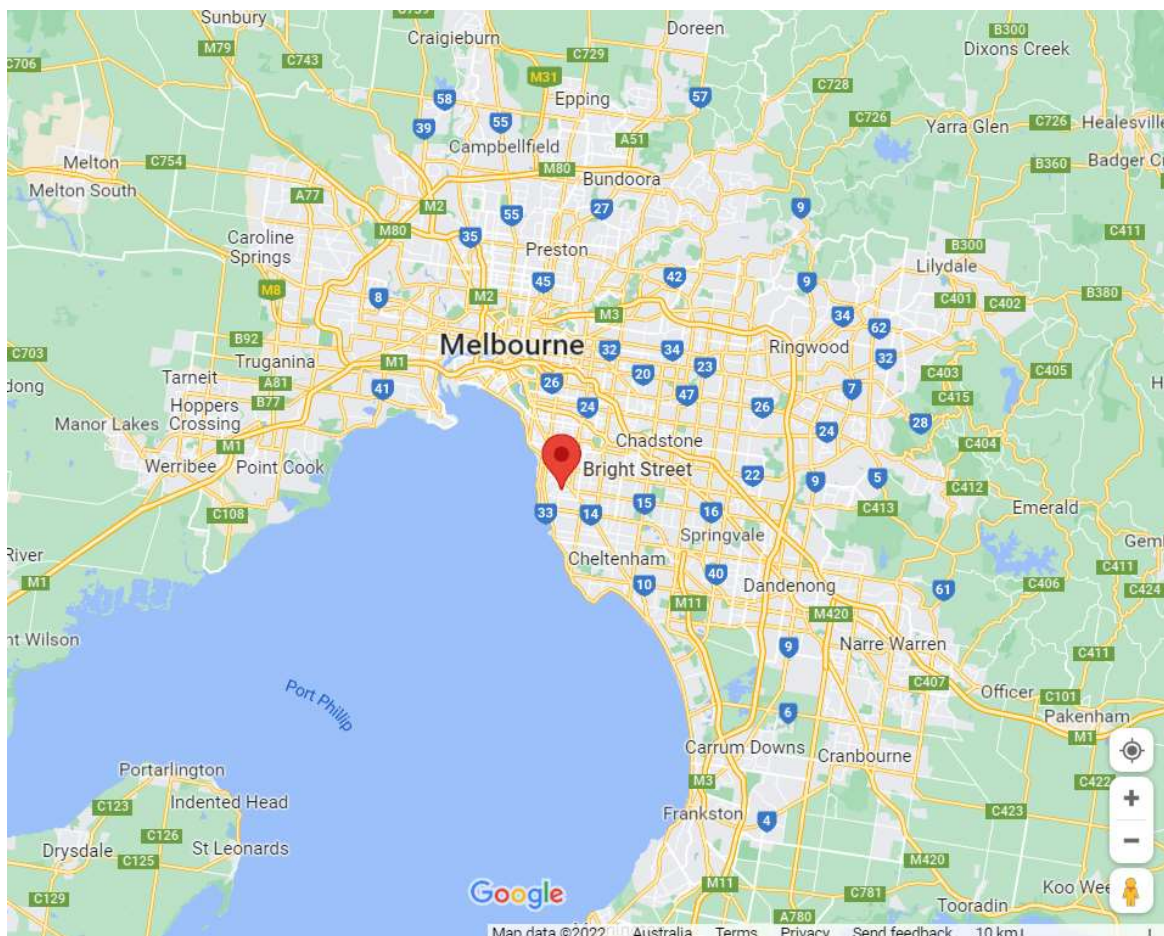 Sunbury
Craigieburn
C729
Doreen
B300
Dixons Creek
C706
M79
C743
M31
Epping
58
57
C728
39
55
A51
C726
Yarra Glen
C726
Healesville
Melton
C754
Campbellfield
M80
Bundoora
B360
Badger C
Melton South
A77
M2
55
27
9
C411
Caroline
Springs
M80
35
Preston
B300
Lilydale
M8
8
M2
45
42
9
C401
C402
B380
M3
34
62
B92
Melbourne
32
34
Ringwood
32
C703
Truganina
M1
20
23
C403
C405
Tarneit
A81
41
26
47
7
C415
dong
Hoppers
Crossing
B77
24
26
28
Manor Lakes
M1
Chadstone
24
C404
Werribee
Point Cook
Bright Street
22
9
5
C412
C108
33
14
15
16
C413
Emerald
Springvale
River
M1
Cheltenham
40
C411
10
Dandenong
61
C406
C424
M11
M420
nt Wilson
9
Narre Warren
C411
C407
Officer
C101
Port Phillip
6
Pakenham
M1
Carrum Downs
Cranbourne
Portarlington
M3
C422
C123
Indented Head
Frankston
4
C423
C126
Drysdale
St Leonards
C125
M420
C129
Google
M11
C781
Koo Wee
A780
Tooradin
Map data ©2022 Australia Terms Privacy Send feedback 10 km